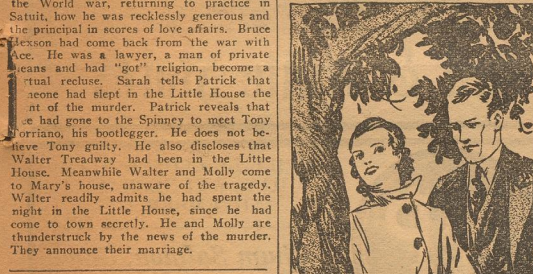 the World war, returning to practice in
Satuit, how he was recklessly generous and
the principal in scores of love affairs. Bruce
exson had come back from the war with
Ace. He was a lawyer, a man of private
eans and had "got" religion, become a
tual recluse. Sarah tells Patrick that
eone had slept in the Little House the
nt of the murder. Patrick reveals that
e had gone to the Spinney to meet Tony
Torriano, his bootlegger. He does not be-
lieve Tony guilty. He also discloses that
Walter Treadway had been in the Little
House. Meanwhile Walter and Molly come
to Mary's house, unaware of the tragedy.
Walter readily admits he had spent the
night in the Little House, since he had
come to town secretly. He and Molly are
thunderstruck by the news of the murder.
They announce their marriage.